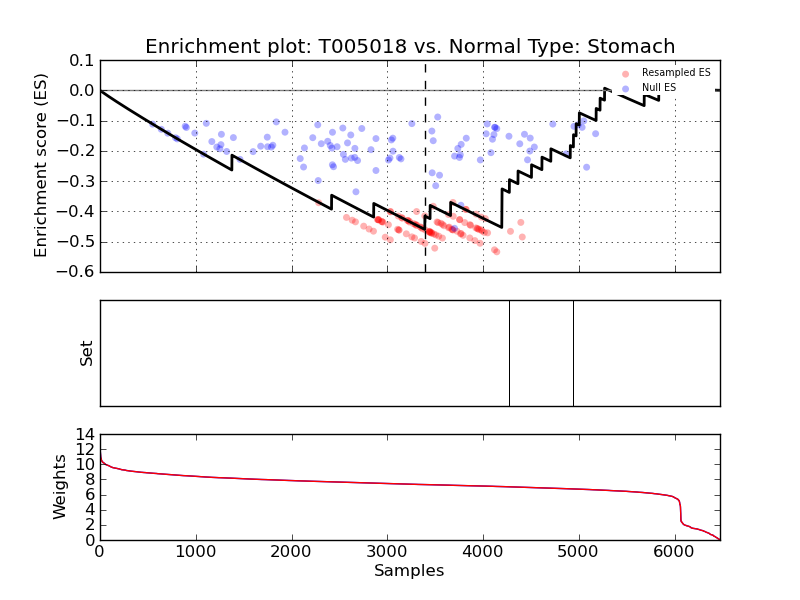 Enrichment plot: T005018 vs. Normal Type: Stomach
Enrichment score (ES)
0.1
0.0
−0.1
−0.2
−0.3
−0.4
−0.5
−0.6
Resampled ES
Null ES
Set
Weights
14
12
10
8
6
4
2
0
0 1000 2000 3000 4000 5000 6000
Samples